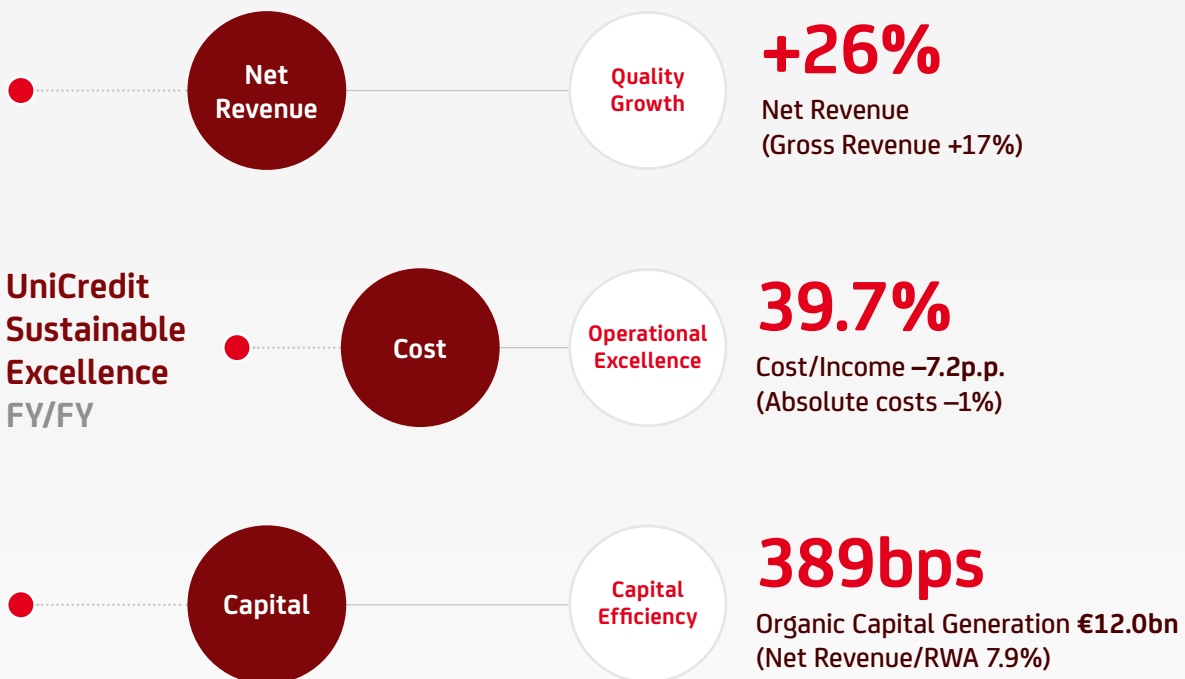 Net
Revenue
Quality
Growth
+26%
Net Revenue
(Gross Revenue +17%)
UniCredit
Sustainable
Excellence
FY/FY
Cost
Operational
Excellence
39.7%
Cost/Income –7.2p.p.
(Absolute costs –1%)
Capital
Capital
Efficiency
389bps
Organic Capital Generation €12.0bn
(Net Revenue/RWA 7.9%)